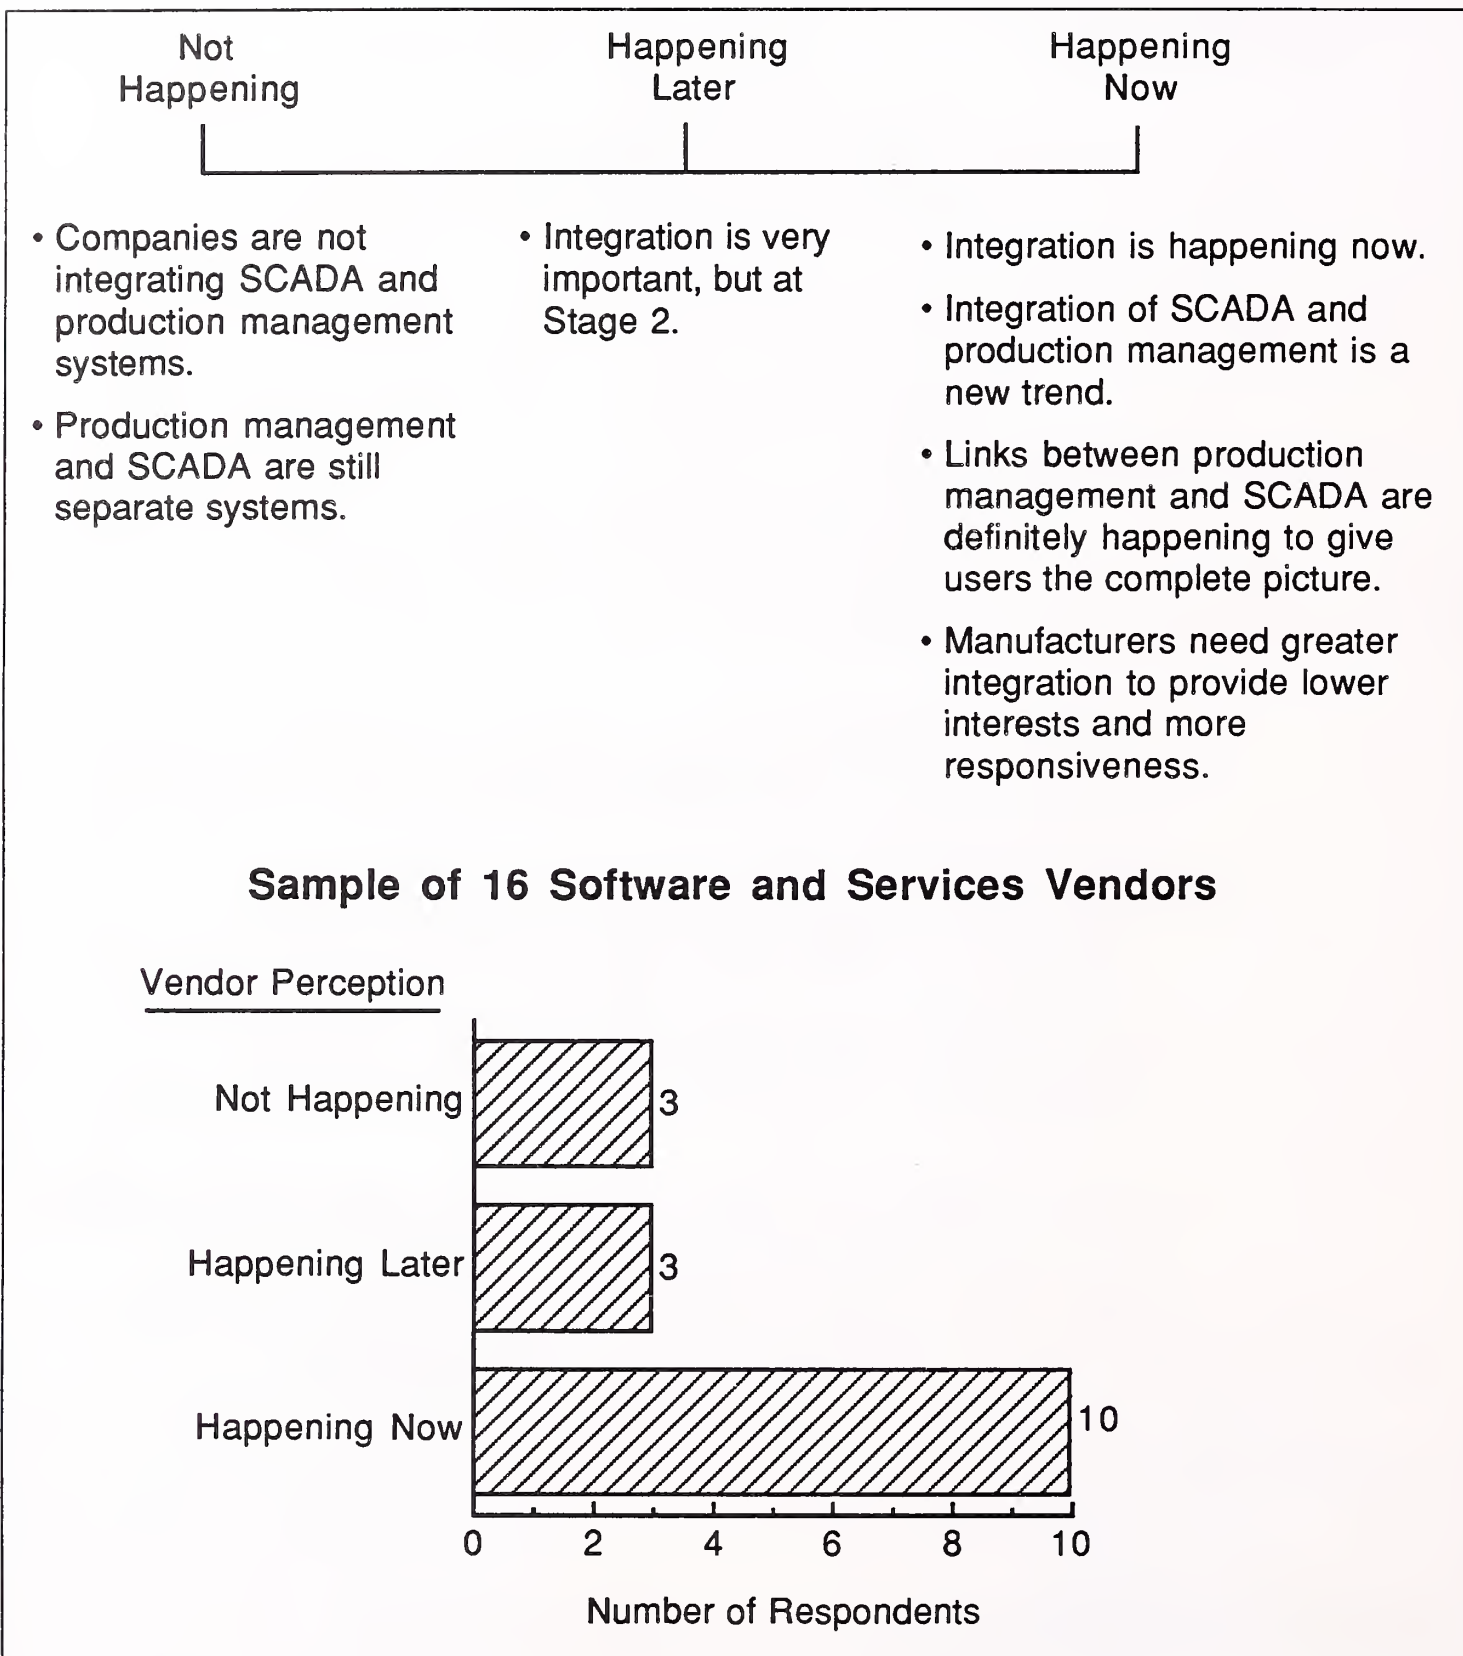 Not
Happening
Happening
Later
Happening
Now
• Companies are not
integrating SCADA and
production management
systems.
• Production management
and SCADA are still
separate systems.
• Integration is very
important, but at
Stage 2.
• Integration is happening now.
• Integration of SCADA and
production management is a
new trend.
• Links between production
management and SCADA are
definitely happening to give
users the complete picture.
• Manufacturers need greater
integration to provide lower
interests and more
responsiveness.
Sample of 16 Software and Services Vendors
Vendor Perception
Not Happening 3
Happening Later 3
Happening Now 10
0 2 4 6 8 10
Number of Respondents